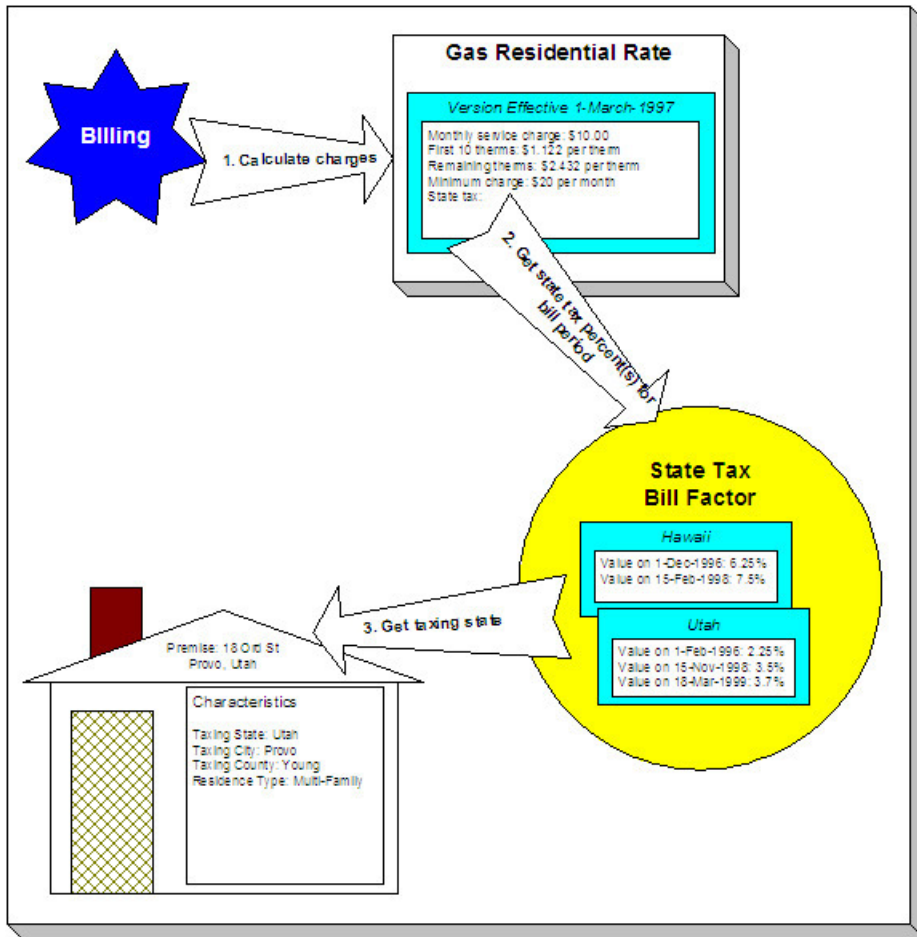 Gas Residential Rate
Billing
Version Effective 1-March-1997
1. Calculate charges
Monthly service charge: $10.00
First 10 therms: $1.122 per therm
Remaining therms: $2.432 per therm
Minimum charge: $20 per month
State tax:
2. Get state tax percent(s) for
bill period
State Tax
Bill Factor
Hawaii
Value on 1-Dec-1996: 6.25%
Value on 15-Feb-1998: 7.5%
Utah
Value on 1-Feb-1996: 2.25%
Value on 15-Nov-1998: 3.5%
Value on 18-Mar-1999: 3.7%
3. Get taxing state
Premise: 18 Ord St
Provo, Utah
Characteristics
Taxing State: Utah
Taxing City: Provo
Taxing County: Young
Residence Type: Multi-Family